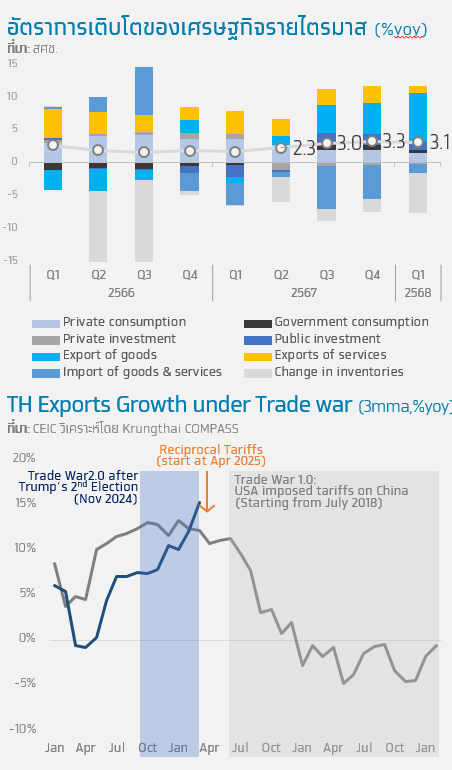 อัตราการเติบโตของเศรษฐกิจรายไตรมาส (%yoy)
ที่มา: สศช.
15
10
5
0
-5
-10
-15
2.3
3.0
3.3
3.1
Q1 Q2 Q3 Q4 Q1 Q2 Q3 Q4 Q1
2566 2567 2568
Private consumption Government consumption
Private investment Public investment
Export of goods Exports of services
Import of goods & services Change in inventories
TH Exports Growth under Trade war (3mma,%yoy)
ที่มา: CEIC วิเคราะห์โดย Krungthai COMPASS
Reciprocal Tariffs
(start at Apr 2025)
Trade War2.0 after
Trump's 2nd Election
(Nov 2024)
Trade War 1.0:
USA imposed tariffs on China
(Starting from July 2018)
20%
15%
10%
5%
0%
-5%
-10%
Jan Apr Jul Oct Jan Apr Jul Oct Jan Apr Jul Oct Jan